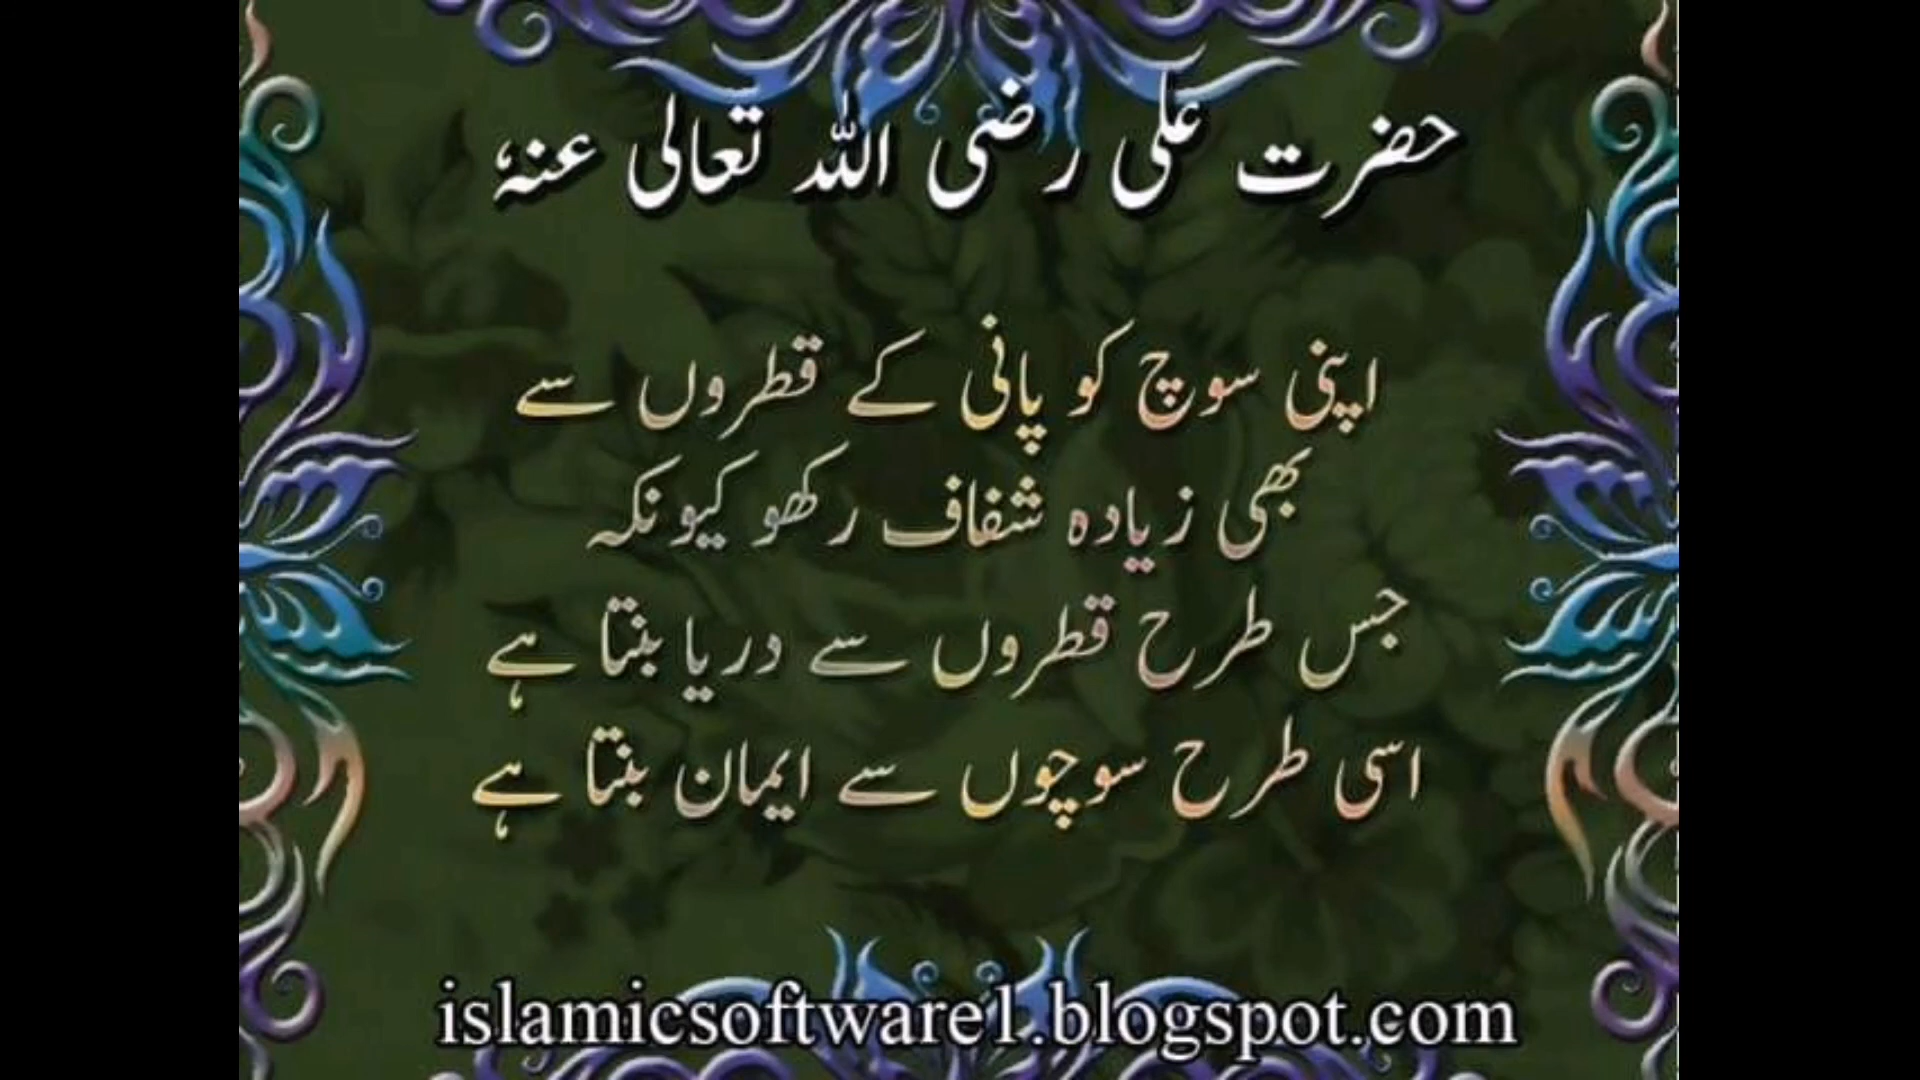 حضرت علی رضی اللہ تعالی عنہٗ
اپنی سوچ کو پانی کے قطروں سے
بھی زیادہ شفاف رکھو کیونکہ
جس طرح قطروں سے دریا بنتا ہے
اسی طرح سوچوں سے ایمان بنتا ہے
islamicsoftware1.blogspot.com